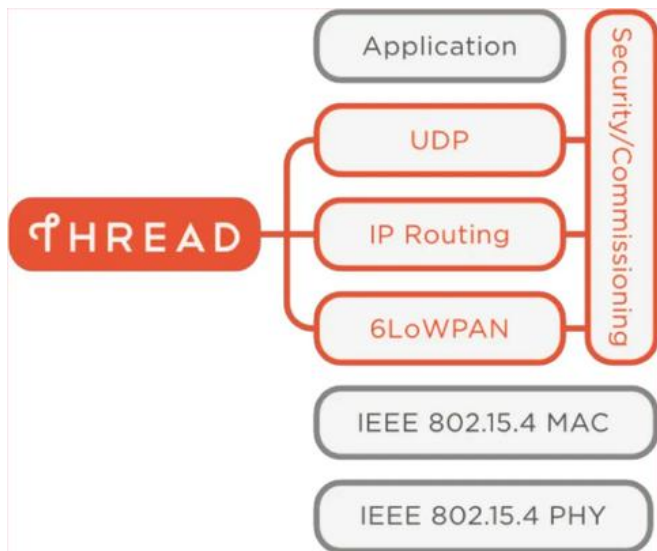 Application
Security/Commissioning
UDP
THREAD
IP Routing
6LoWPAN
IEEE 802.15.4 MAC
IEEE 802.15.4 PHY